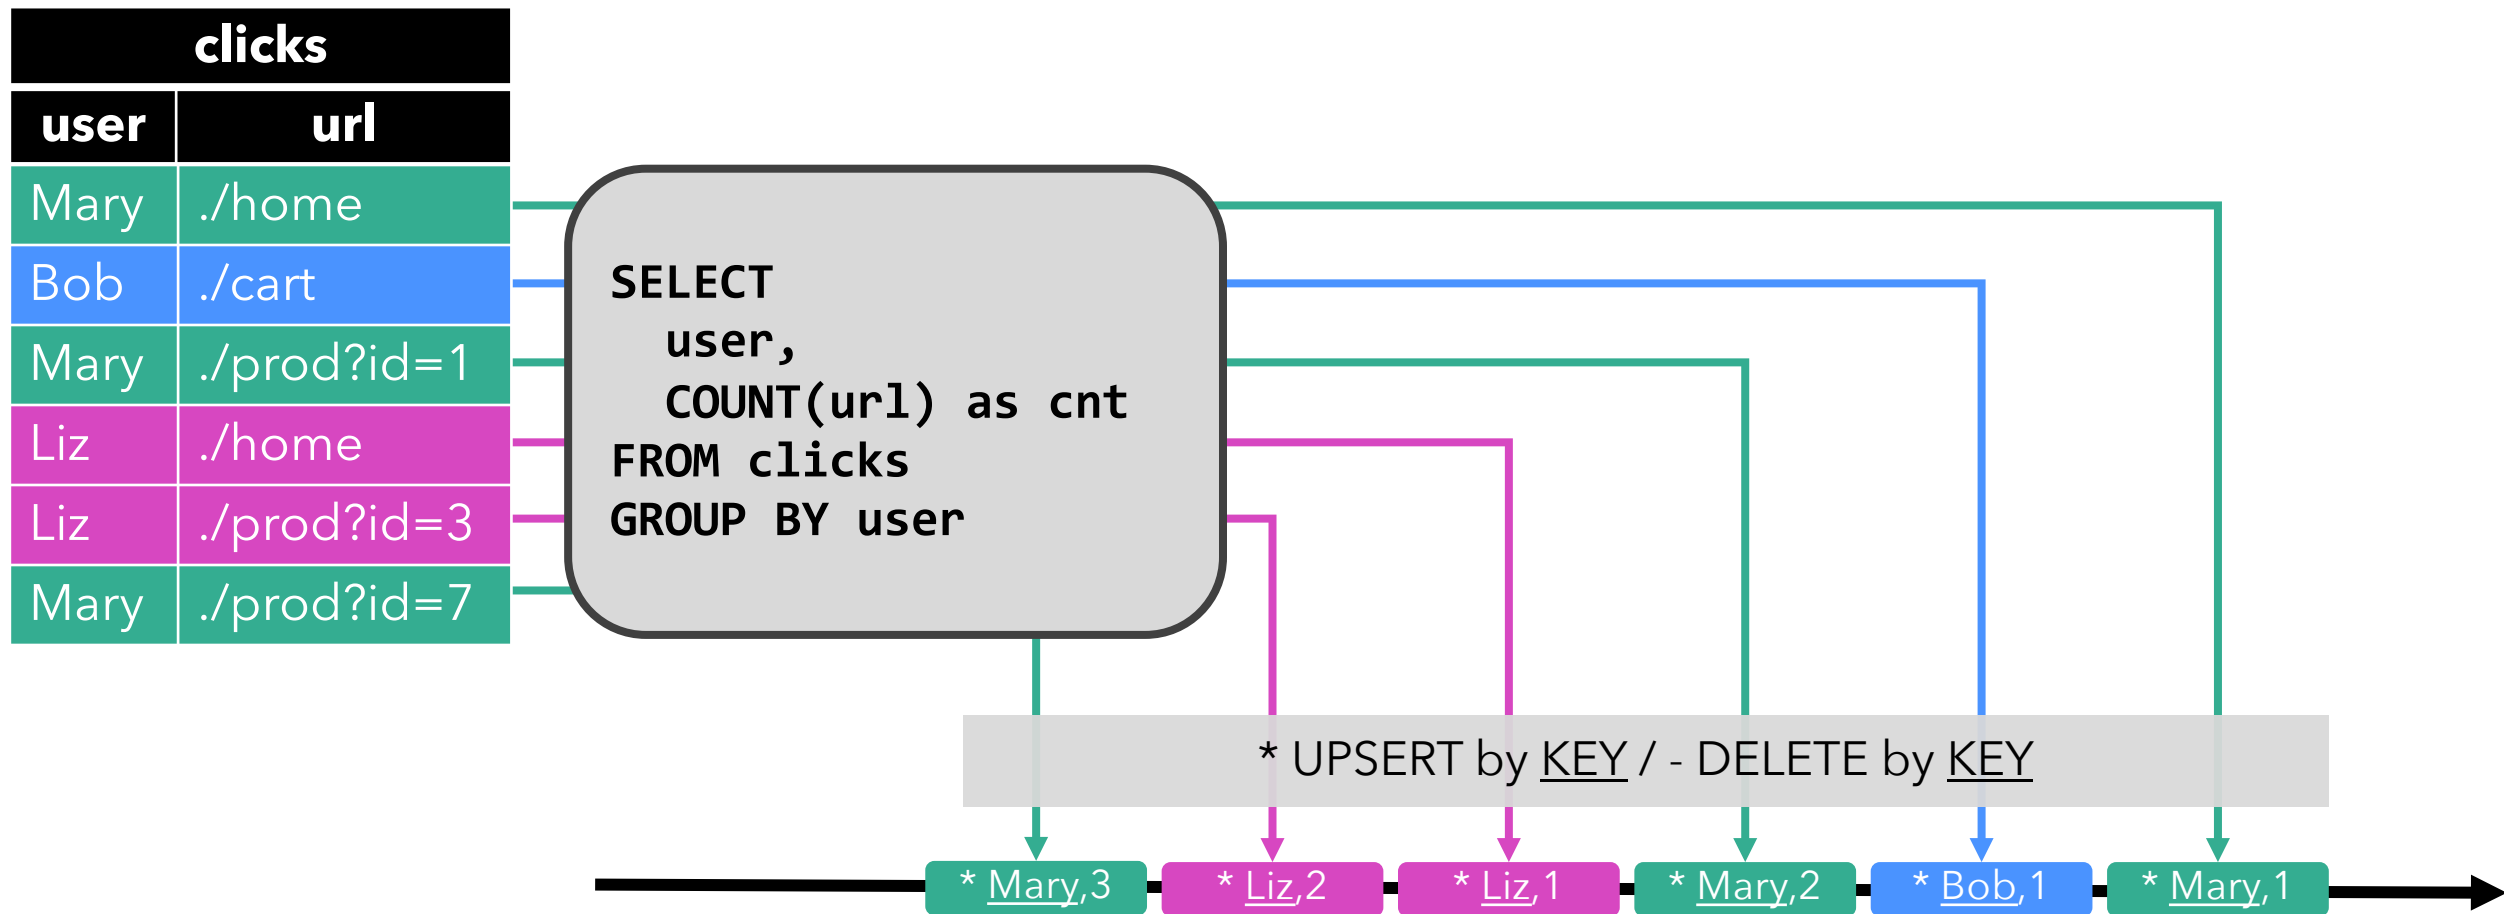 clicks
user url
Mary ./home
Bob ./cart
Mary ./prod?id=1
Liz ./home
Liz ./prod?id=3
Mary ./prod?id=7
SELECT
user,
COUNT(url) as cnt
FROM clicks
GROUP BY user
* UPSERT by KEY / - DELETE by KEY
* Mary,3 * Liz,2 * Liz,1 * Mary,2 * Bob,1 * Mary,1